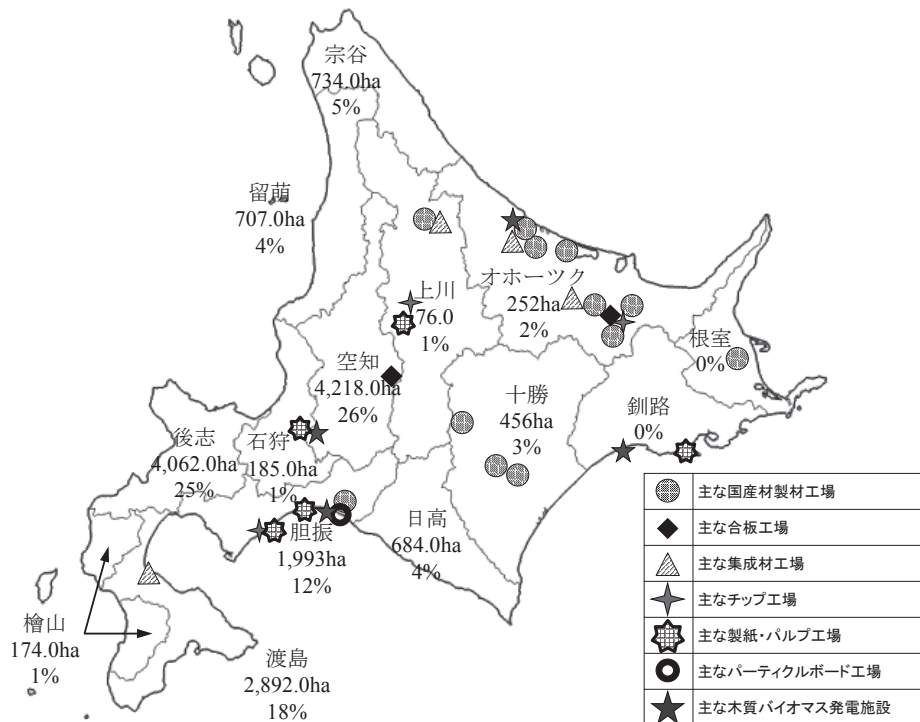 宗谷
734.0ha
5%
留萌
707.0ha
4%
上川
76.0
1%
オホーツク
252ha
2%
根室
0%
空知
4,218.0ha
26%
十勝
456ha
3%
釧路
0%
後志
4,062.0ha
25%
石狩
185.0ha
1%
胆振
1,993ha
12%
日高
684.0ha
4%
檜山
174.0ha
1%
渡島
2,892.0ha
18%
主な国産材製材工場
主な合板工場
主な集成材工場
主なチップ工場
主な製紙・パルプ工場
主なパーティクルボード工場
主な木質バイオマス発電施設